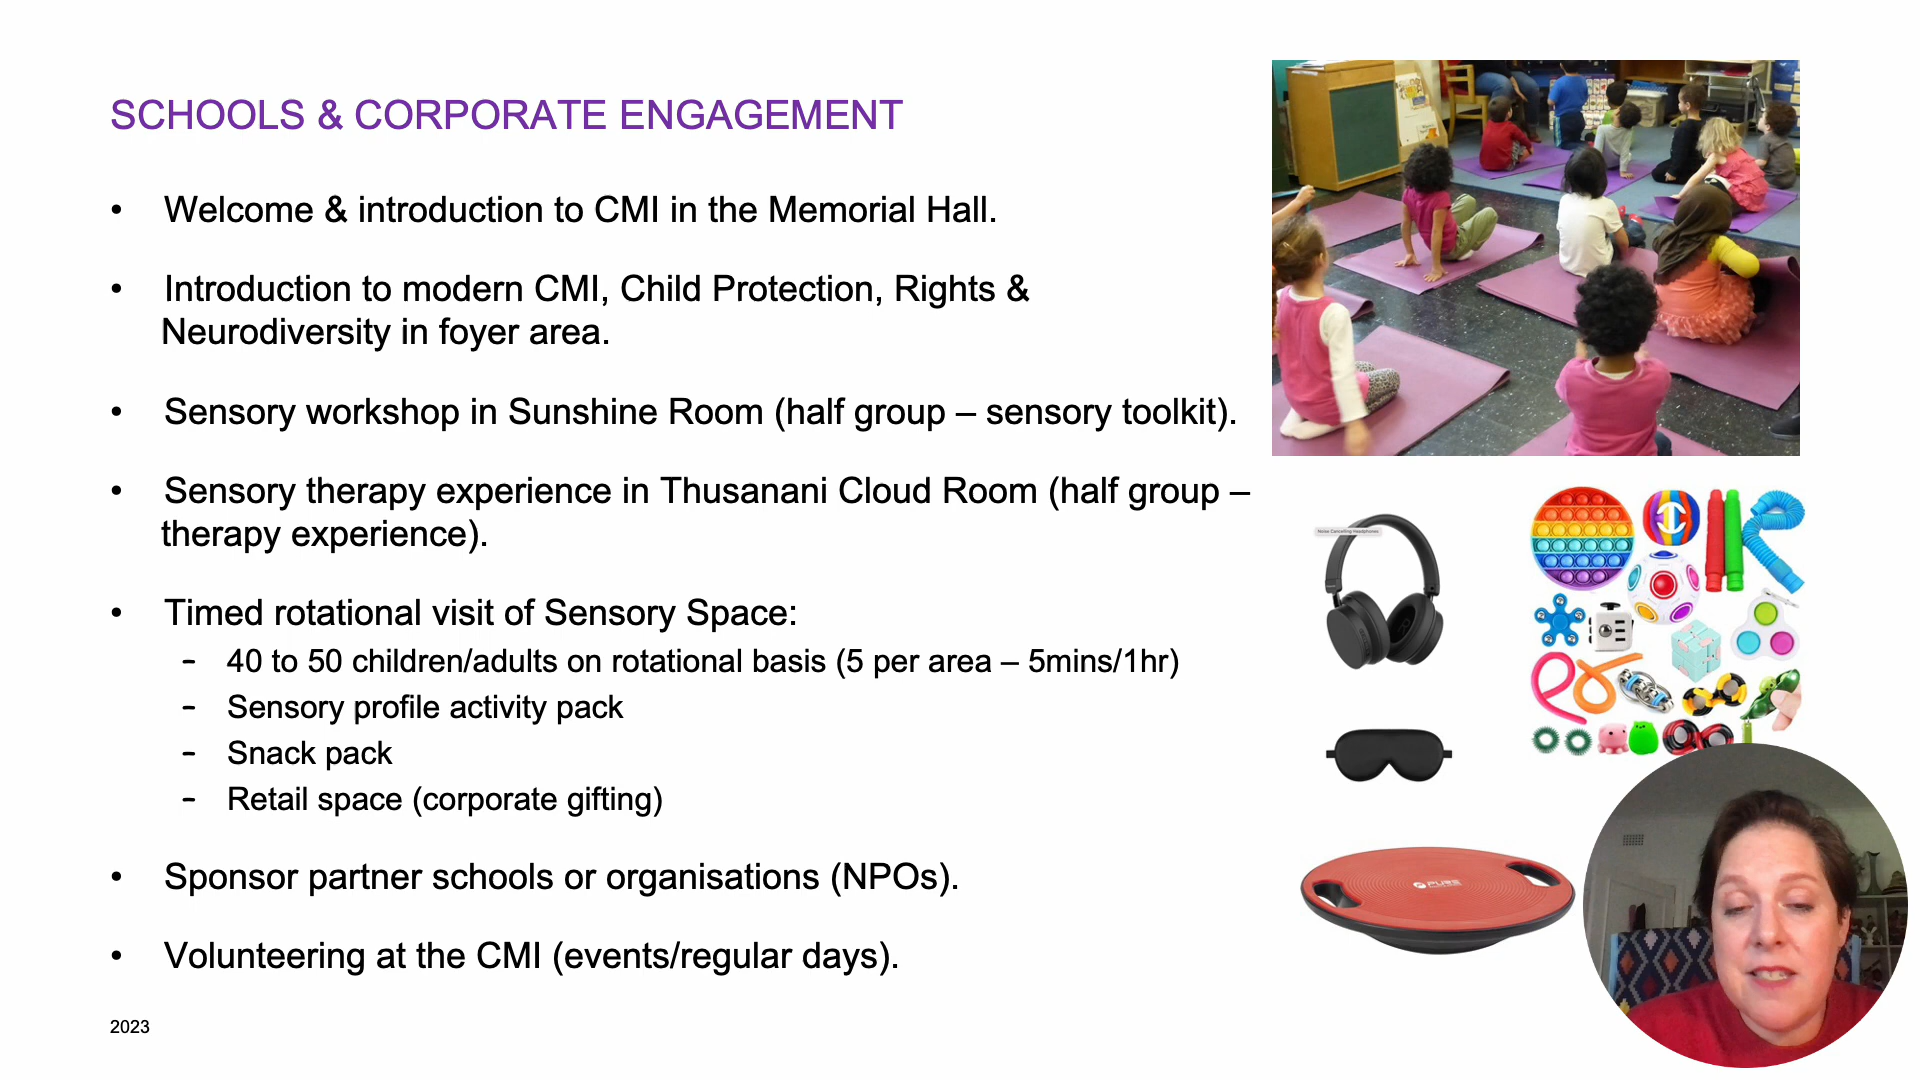 SCHOOLS & CORPORATE ENGAGEMENT
• Welcome & introduction to CMI in the Memorial Hall.
• Introduction to modern CMI, Child Protection, Rights &
Neurodiversity in foyer area.
• Sensory workshop in Sunshine Room (half group – sensory toolkit).
• Sensory therapy experience in Thusanani Cloud Room (half group –
therapy experience).
• Timed rotational visit of Sensory Space:
- 40 to 50 children/adults on rotational basis (5 per area – 5mins/1hr)
- Sensory profile activity pack
- Snack pack
- Retail space (corporate gifting)
• Sponsor partner schools or organisations (NPOs).
• Volunteering at the CMI (events/regular days).
2023
Noise Cancelling Headphones
PURE